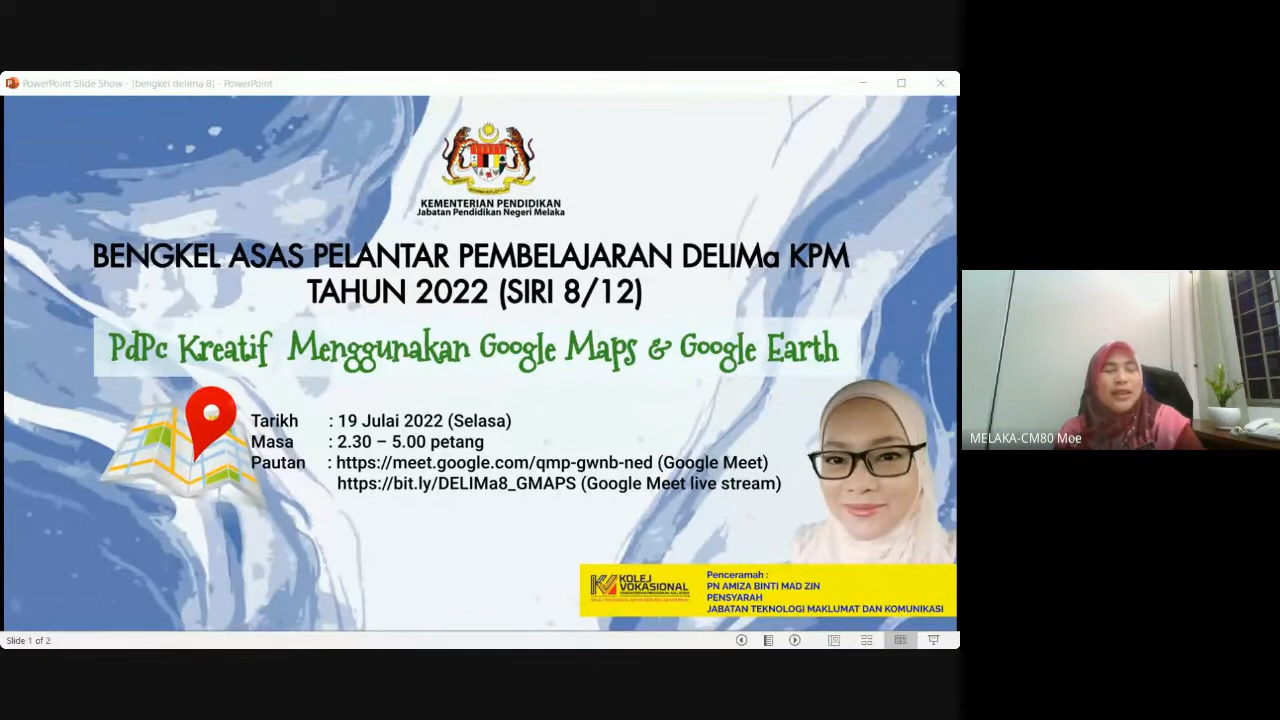 PowerPoint Slide Show - [bengkel delima 8] - PowerPoint
KEMENTERIAN PENDIDIKAN
Jabatan Pendidikan Negeri Melaka
BENGKEL ASAS PELANTAR PEMBELAJARAN DELIMa KPM
TAHUN 2022 (SIRI 8/12)
PdPc Kreatif Menggunakan Google Maps & Google Earth
Tarikh : 19 Julai 2022 (Selasa)
Masa : 2.30 – 5.00 petang
Pautan : https://meet.google.com/qmp-gwnb-ned (Google Meet)
https://bit.ly/DELIMa8_GMAPS (Google Meet live stream)
KOLEJ
VOKASIONAL
Penceramah :
PN AMIZA BINTI MAD ZIN
PENSYARAH
JABATAN TEKNOLOGI MAKLUMAT DAN KOMUNIKASI
Slide 1 of 2
MELAKA-CM80 Moe